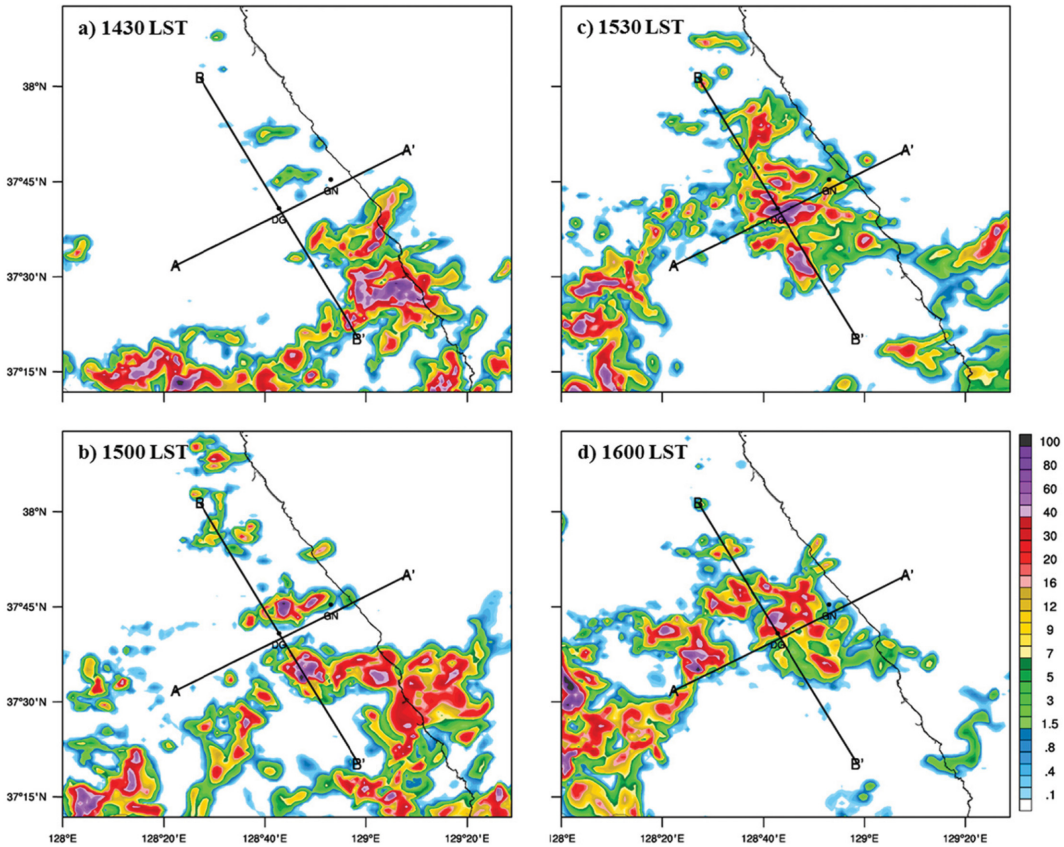 a) 1430 LST
B
A'
GN
DG
A
B'
38°N
37°45'N
37°30'N
37°15'N
c) 1530 LST
B
A'
GN
DG
A
B'
b) 1500 LST
B
A'
GN
DG
A
B'
38°N
37°45'N
37°30'N
37°15'N
128°E
128°20'E
128°40'E
129°E
129°20'E
d) 1600 LST
B
A'
GN
DG
A
B'
128°E
128°20'E
128°40'E
129°E
129°20'E
100
80
60
40
30
20
16
12
9
7
5
3
1.5
.8
.4
.1